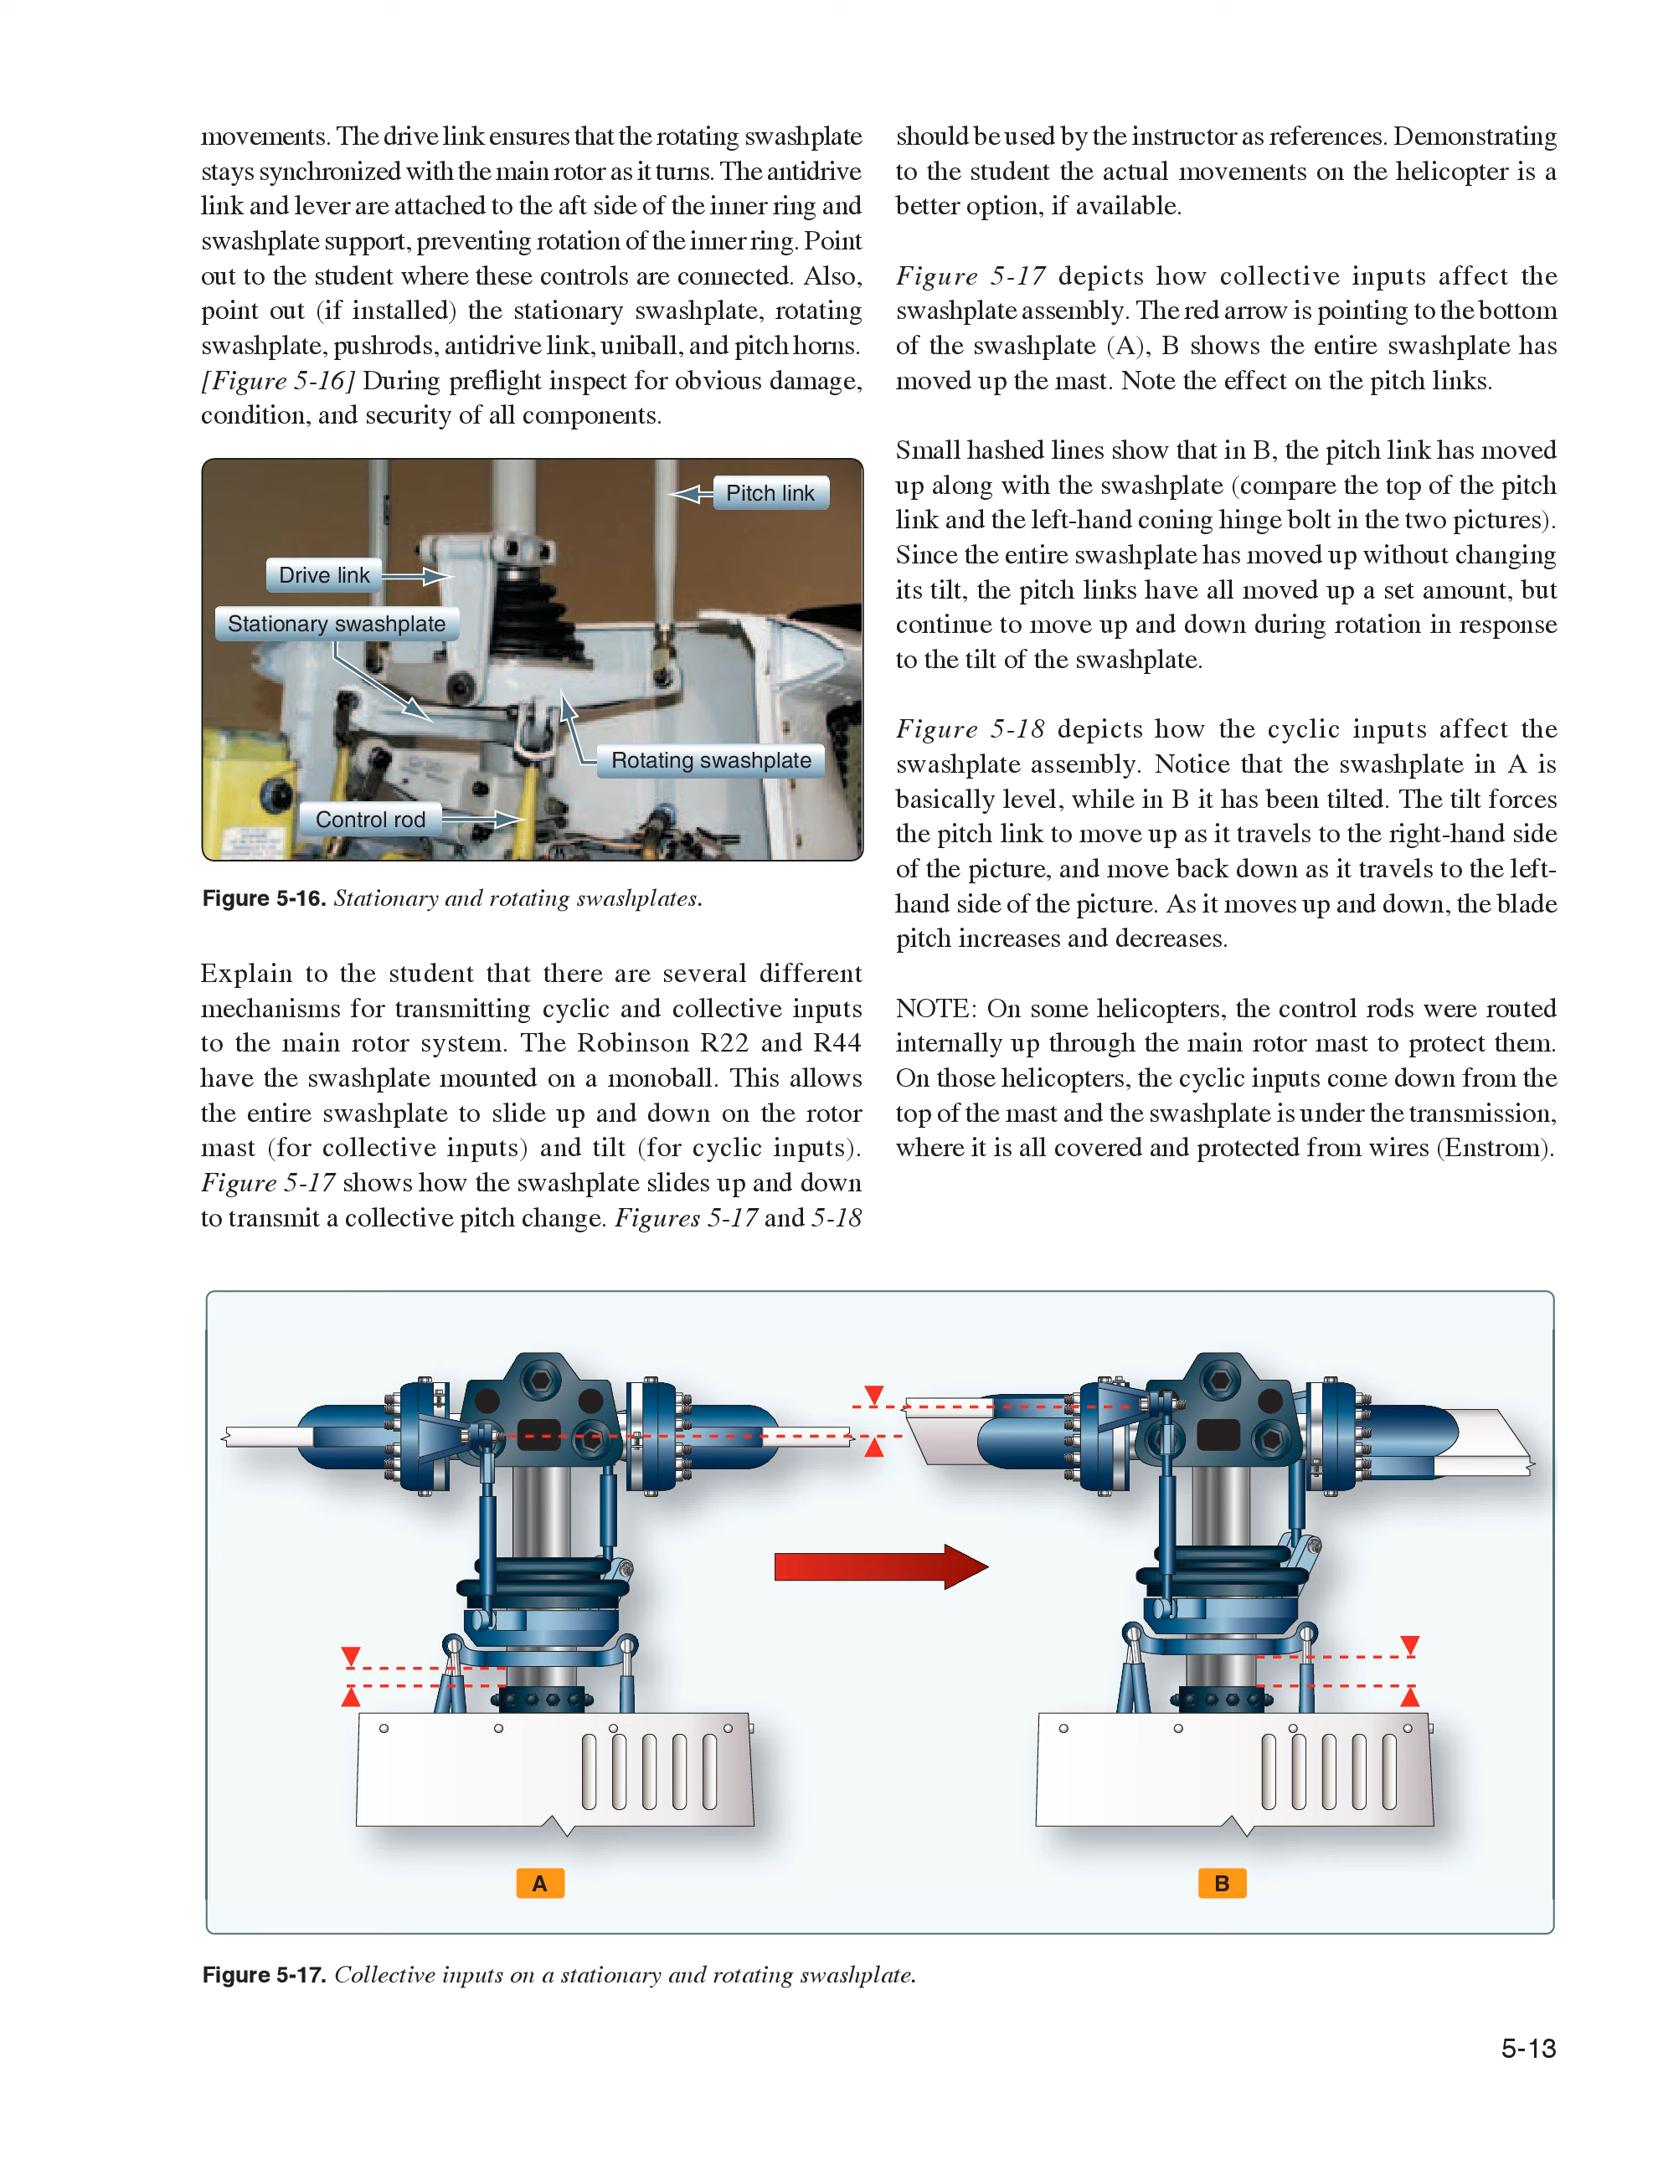 movements. The drive link ensures that the rotating swashplate
stays synchronized with the main rotor as it turns. The antidrive
link and lever are attached to the aft side of the inner ring and
swashplate support, preventing rotation of the inner ring. Point
out to the student where these controls are connected. Also,
point out (if installed) the stationary swashplate, rotating
swashplate, pushrods, antidrive link, uniball, and pitch horns.
[Figure 5-16] During preflight inspect for obvious damage,
condition, and security of all components.
Pitch link
Drive link
Stationary swashplate
Rotating swashplate
Control rod
Figure 5-16. Stationary and rotating swashplates.
Explain to the student that there are several different
mechanisms for transmitting cyclic and collective inputs
to the main rotor system. The Robinson R22 and R44
have the swashplate mounted on a monoball. This allows
the entire swashplate to slide up and down on the rotor
mast (for collective inputs) and tilt (for cyclic inputs).
Figure 5-17 shows how the swashplate slides up and down
to transmit a collective pitch change. Figures 5-17 and 5-18
should be used by the instructor as references. Demonstrating
to the student the actual movements on the helicopter is a
better option, if available.
Figure 5-17 depicts how collective inputs affect the
swashplate assembly. The red arrow is pointing to the bottom
of the swashplate (A), B shows the entire swashplate has
moved up the mast. Note the effect on the pitch links.
Small hashed lines show that in B, the pitch link has moved
up along with the swashplate (compare the top of the pitch
link and the left-hand coning hinge bolt in the two pictures).
Since the entire swashplate has moved up without changing
its tilt, the pitch links have all moved up a set amount, but
continue to move up and down during rotation in response
to the tilt of the swashplate.
Figure 5-18 depicts how the cyclic inputs affect the
swashplate assembly. Notice that the swashplate in A is
basically level, while in B it has been tilted. The tilt forces
the pitch link to move up as it travels to the right-hand side
of the picture, and move back down as it travels to the left-
hand side of the picture. As it moves up and down, the blade
pitch increases and decreases.
NOTE: On some helicopters, the control rods were routed
internally up through the main rotor mast to protect them.
On those helicopters, the cyclic inputs come down from the
top of the mast and the swashplate is under the transmission,
where it is all covered and protected from wires (Enstrom).
A
B
Figure 5-17. Collective inputs on a stationary and rotating swashplate.
5-13